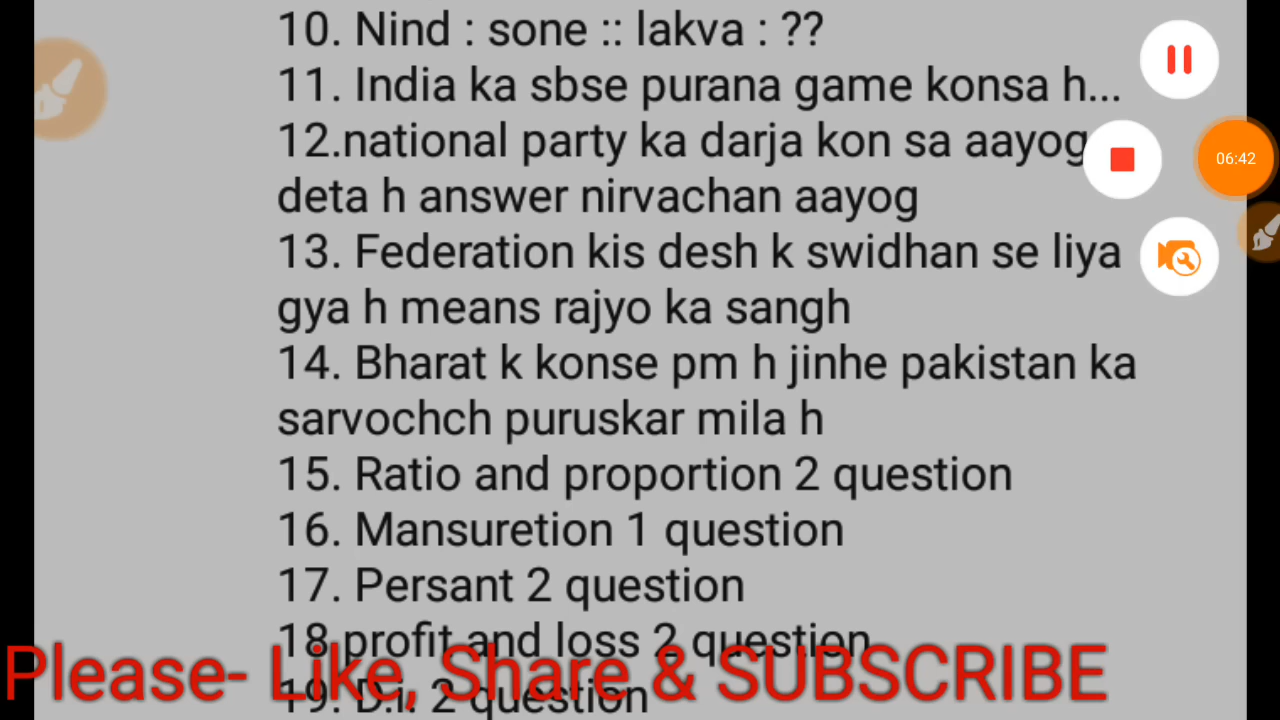 10. Nind : sone :: lakva : ??
11. India ka sbse purana game konsa h...
12.national party ka darja kon sa aayog
deta h answer nirvachan aayog
13. Federation kis desh k swidhan se liya
gya h means rajyo ka sangh
14. Bharat k konse pm h jinhe pakistan ka
sarvochch puruskar mila h
15. Ratio and proportion 2 question
16. Mansuretion 1 question
17. Persant 2 question
18.profit and loss 2 question
19. D.i. 2 question
Please- Like, Share & SUBSCRIBE
06:42